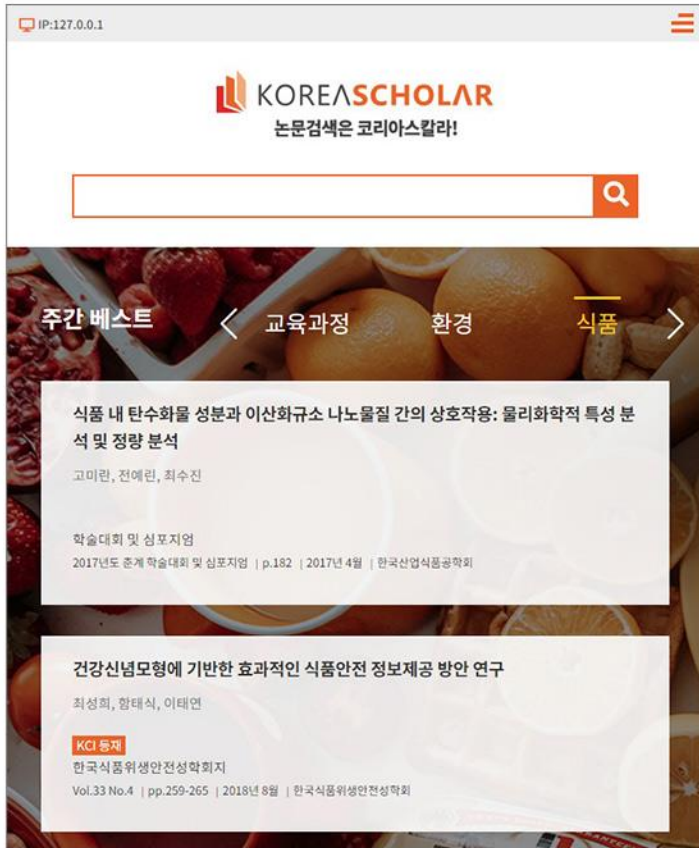 IP:127.0.0.1
KOREASCHOLAR
논문검색은 코리아스칼라!
주간 베스트
교육과정
환경
식품
식품 내 탄수화물 성분과 이산화규소 나노물질 간의 상호작용: 물리화학적 특성 분
석 및 정량 분석
고미란, 전예린, 최수진
학술대회 및 심포지엄
2017년도 춘계 학술대회 및 심포지엄 | p.182 | 2017년 4월 | 한국산업식품공학회
건강신념모형에 기반한 효과적인 식품안전 정보제공 방안 연구
최성희, 함태식, 이태연
KCI 등재
한국식품위생안전성학회지
Vol.33 No.4 | pp.259-265 | 2018년 8월 | 한국식품위생안전성학회